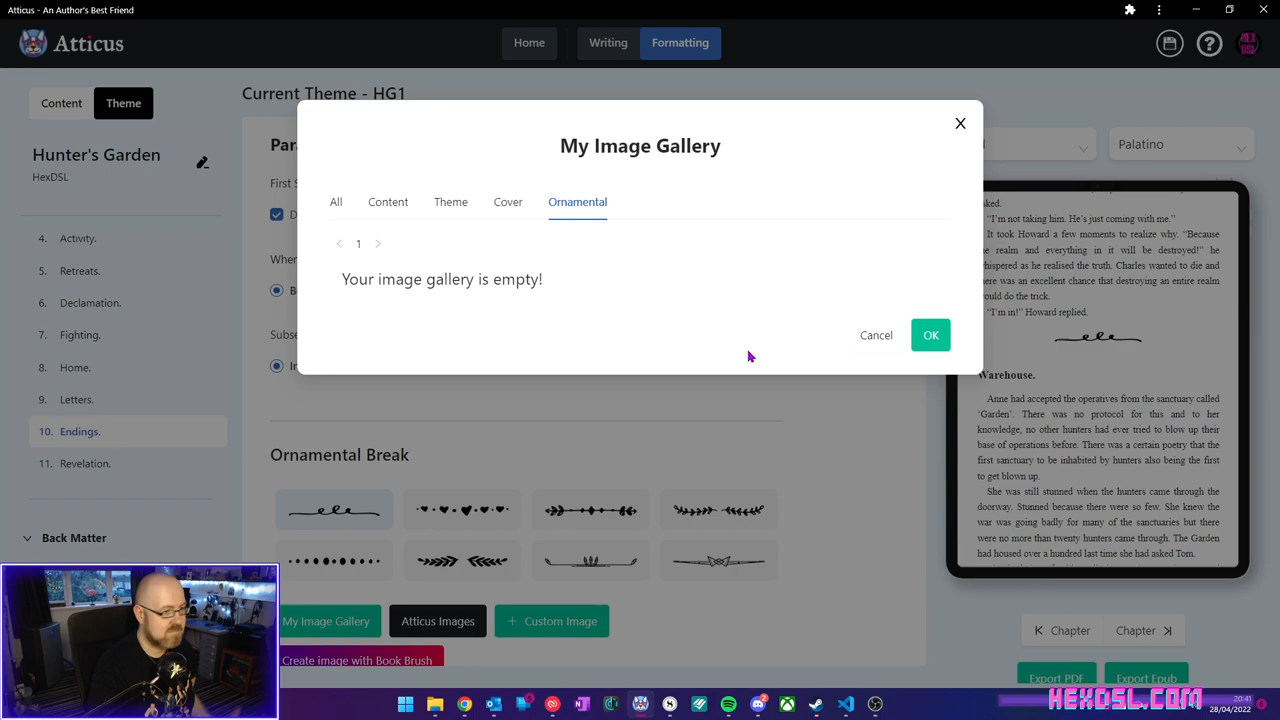 Atticus - An Author's Best Friend
Atticus
Home
Writing
Formatting
Content
Theme
Current Theme - HG1
Hunter's Garden
HexDSL
4. Activity.
5. Retreats.
6. Declamation.
7. Fighting.
8. Home.
9. Letters.
10. Endings.
11. Revelation.
Back Matter
My Image Gallery
All
Content
Theme
Cover
Ornamental
1
Your image gallery is empty!
Cancel
OK
Ornamental Break
My Image Gallery
Atticus Images
+ Custom Image
Create image with Book Brush
Palatino
asked.
“I’m not taking him. He’s just coming with me.”
It took Howard a few moments to realize why. “Because
the realm and everything in it will be destroyed!” he
whispered as he realised the truth. Charles wanted to die and
there was an excellent chance that destroying an entire realm
would do the trick.
“I’m in!” Howard replied.
Warehouse.
Anne had accepted the operatives from the sanctuary called
‘Garden’. There was no protocol for this and to her
knowledge, no other hunters had ever tried to blow up their
base of operations before. There was a certain poetry that the
first sanctuary to be inhabited by hunters also being the first
to get blown up.
She was still stunned when the hunters came through the
doorway. Stunned because there were so few. She knew the
war was going badly for many of the sanctuaries but there
were no more than twenty hunters came through. The Garden
had housed over a hundred last time she had asked Tom.
Chapter
Chapter
Export PDF
Export Epub
HEXDSL.COM
20:41
28/04/2022